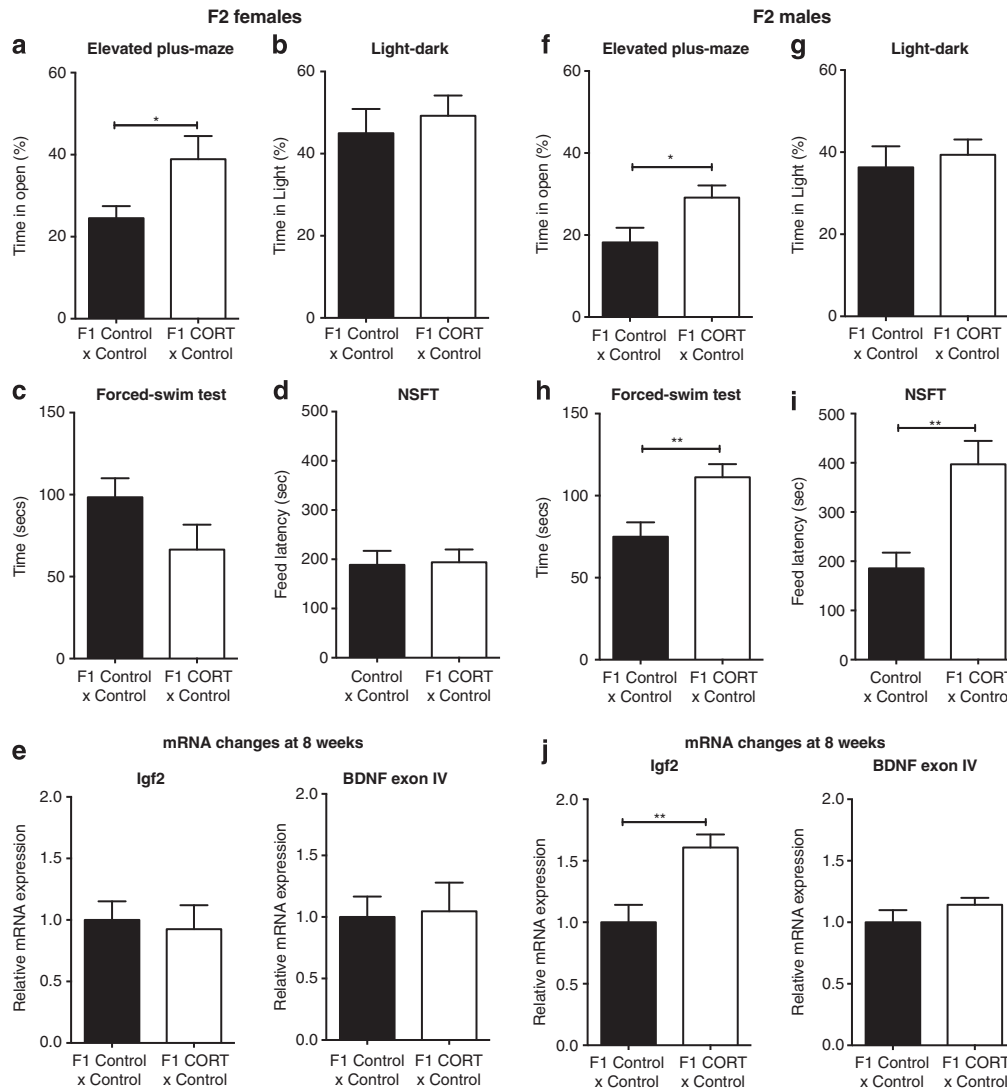 F2 females
F2 males
a
Elevated plus-maze
Time in open (%)
60
40
20
0
*
F1 Control
x Control
F1 CORT
x Control
b
Light-dark
Time in Light (%)
60
40
20
0
F1 Control
x Control
F1 CORT
x Control
f
Elevated plus-maze
Time in open (%)
60
40
20
0
*
F1 Control
x Control
F1 CORT
x Control
g
Light-dark
Time in Light (%)
60
40
20
0
F1 Control
x Control
F1 CORT
x Control
c
Forced-swim test
Time (secs)
150
100
50
0
F1 Control
x Control
F1 CORT
x Control
d
NSFT
Feed latency (sec)
500
400
300
200
100
0
Control
x Control
F1 CORT
x Control
h
Forced-swim test
Time (secs)
150
100
50
0
**
F1 Control
x Control
F1 CORT
x Control
i
NSFT
Feed latency (sec)
500
400
300
200
100
0
**
Control
x Control
F1 CORT
x Control
e
mRNA changes at 8 weeks
Igf2
Relative mRNA expression
2.0
1.5
1.0
0.5
0.0
F1 Control
x Control
F1 CORT
x Control
BDNF exon IV
Relative mRNA expression
2.0
1.5
1.0
0.5
0.0
F1 Control
x Control
F1 CORT
x Control
j
mRNA changes at 8 weeks
Igf2
Relative mRNA expression
2.0
1.5
1.0
0.5
0.0
**
F1 Control
x Control
F1 CORT
x Control
BDNF exon IV
Relative mRNA expression
2.0
1.5
1.0
0.5
0.0
F1 Control
x Control
F1 CORT
x Control